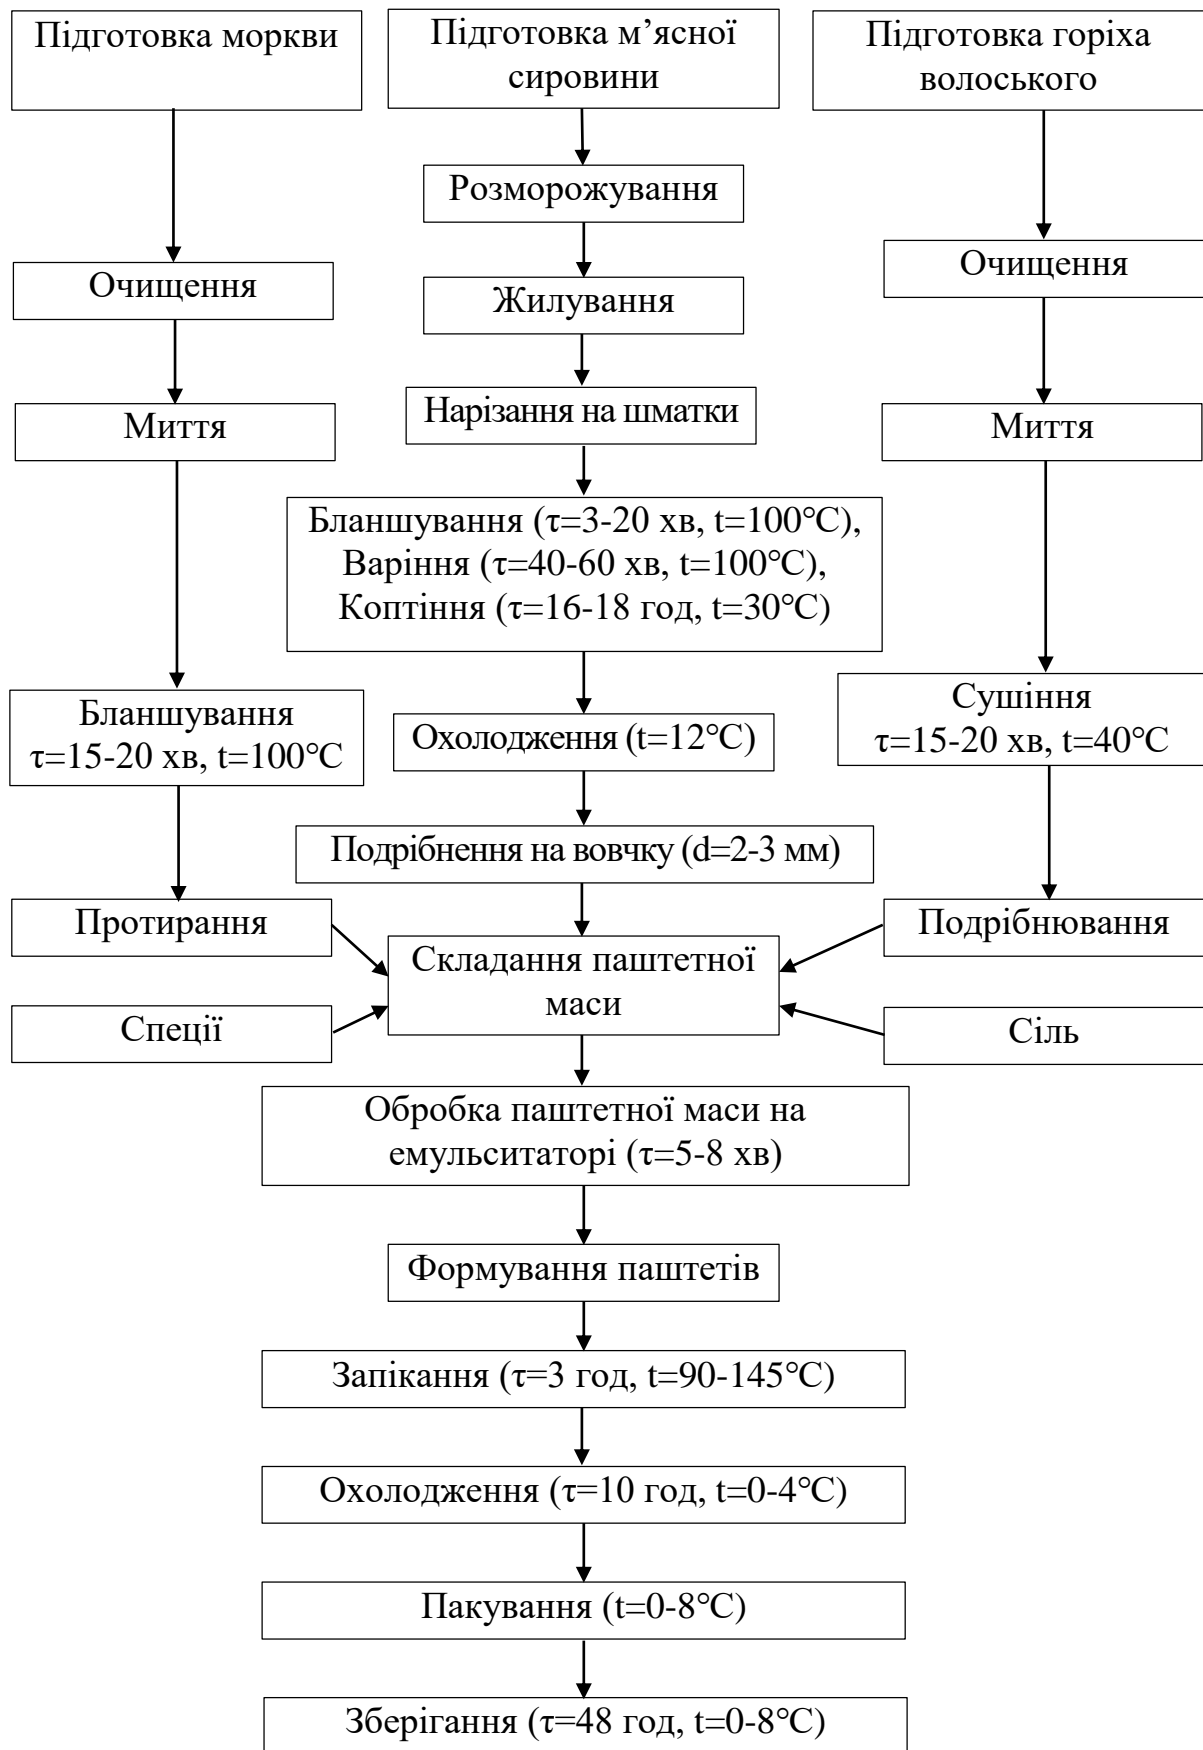 Підготовка моркви
Підготовка м’ясної
сировини
Підготовка горіха
волоського
Розморожування
Очищення
Жилування
Очищення
Миття
Нарізання на шматки
Миття
Бланшування (τ=3-20 хв, t=100°С),
Варіння (τ=40-60 хв, t=100°С),
Коптіння (τ=16-18 год, t=30°С)
Бланшування
τ=15-20 хв, t=100°С
Охолодження (t=12°С)
Сушіння
τ=15-20 хв, t=40°С
Подрібнення на вовчку (d=2-3 мм)
Протирання
Подрібнювання
Складання паштетної
маси
Спеції
Сіль
Обробка паштетної маси на
емульситаторі (τ=5-8 хв)
Формування паштетів
Запікання (τ=3 год, t=90-145°С)
Охолодження (τ=10 год, t=0-4°С)
Пакування (t=0-8°С)
Зберігання (τ=48 год, t=0-8°С)